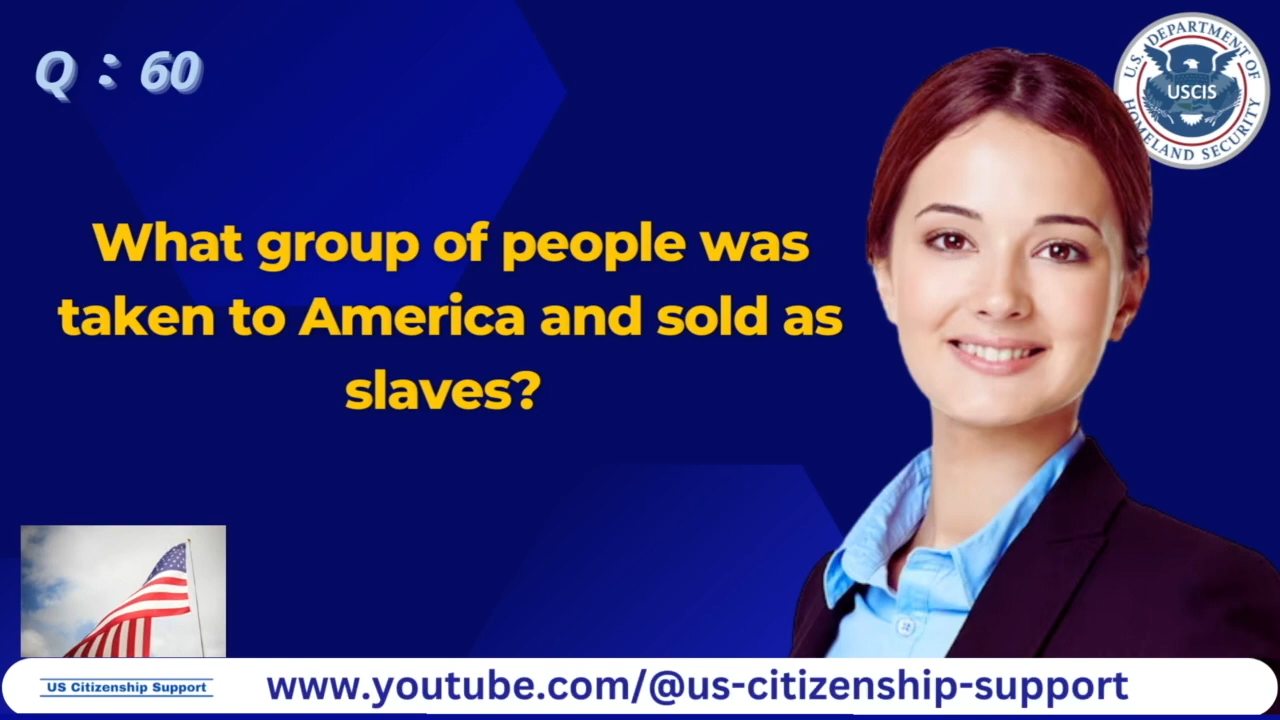 Q : 60
U.S. DEPARTMENT OF
HOMELAND SECURITY
USCIS
What group of people was
taken to America and sold as
slaves?
US Citizenship Support
www.youtube.com/@us-citizenship-support